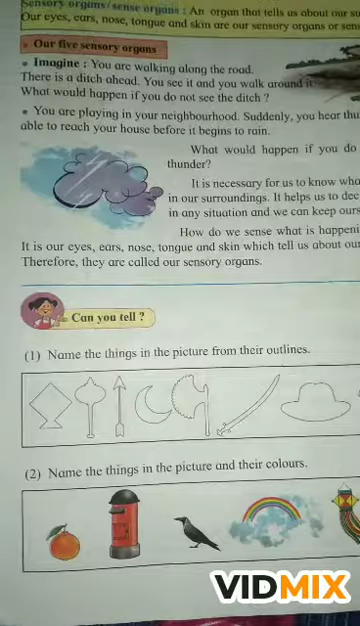 Sensory organs/sense organs : An organ that tells us about our su
Our eyes, ears, nose, tongue and skin are our sensory organs or sen
Our five sensory organs
• Imagine : You are walking along the road.
There is a ditch ahead. You see it and you walk around it.
What would happen if you do not see the ditch ?
• You are playing in your neighbourhood. Suddenly, you hear thu
able to reach your house before it begins to rain.
What would happen if you do
thunder?
It is necessary for us to know wha
in our surroundings. It helps us to dec
in any situation and we can keep ours
How do we sense what is happeni
It is our eyes, ears, nose, tongue and skin which tell us about our
Therefore, they are called our sensory organs.
Can you tell ?
(1) Name the things in the picture from their outlines.
(2) Name the things in the picture and their colours.
VIDMIX